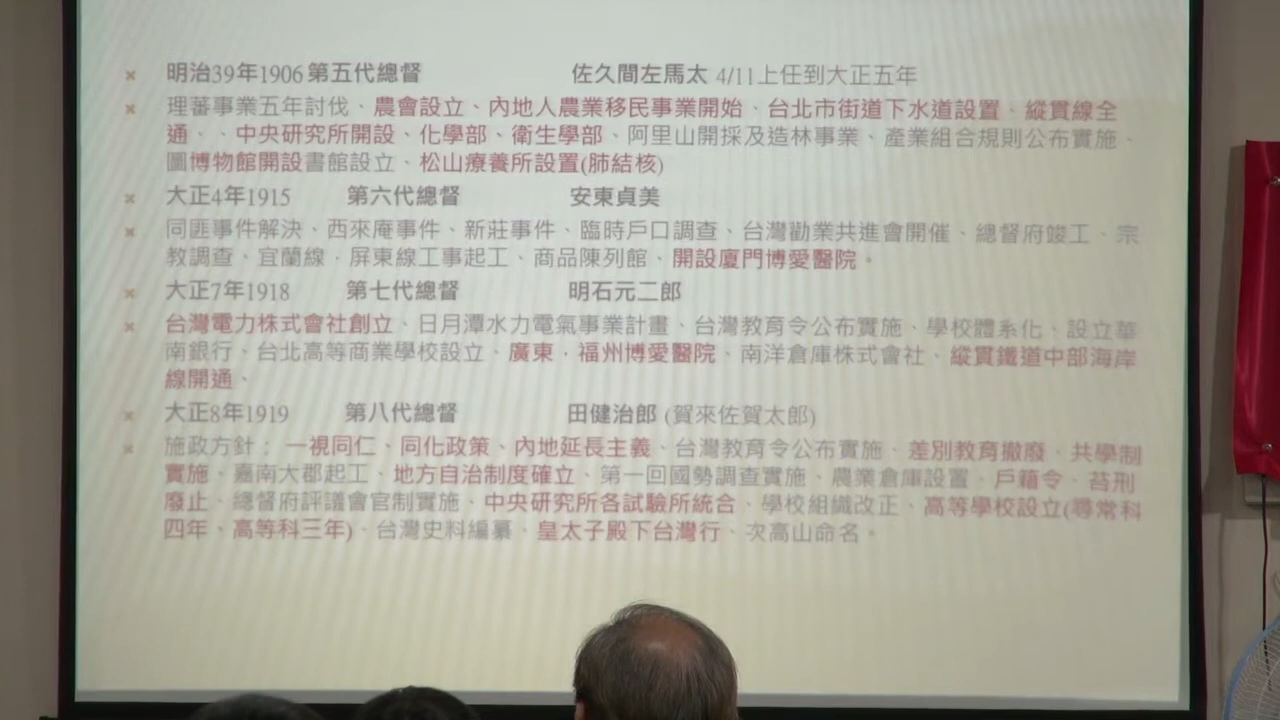 明治39年1906第五代總督 佐久間左馬太 4/11上任到大正五年
理蕃事業五年討伐、農會設立、內地人農業移民事業開始、台北市街道下水道設置、縱貫線全
通、、中央研究所開設、化學部、衛生學部、阿里山開採及造林事業、產業組合規則公布實施、
圖博物館開設書館設立、松山療養所設置(肺結核)
大正4年1915 第六代總督 安東貞美
同匪事件解決、西來庵事件、新莊事件、臨時戶口調查、台灣勸業共進會開催、總督府竣工、宗
教調查、宜蘭線．屏東線工事起工、商品陳列館、開設廈門博愛醫院。
大正7年1918 第七代總督 明石元二郎
台灣電力株式會社創立、日月潭水力電氣事業計畫、台灣教育令公布實施、學校體系化、設立華
南銀行、台北高等商業學校設立、廣東．福州博愛醫院、南洋倉庫株式會社、縱貫鐵道中部海岸
線開通、
大正8年1919 第八代總督 田健治郎 (賀來佐賀太郎)
施政方針；一視同仁、同化政策、內地延長主義、台灣教育令公布實施、差別教育撤廢、共學制
實施、嘉南大郡起工、地方自治制度確立、第一回國勢調查實施、農業倉庫設置、戶籍令、苔刑
廢止、總督府評議會官制實施、中央研究所各試驗所統合、學校組織改正、高等學校設立(尋常科
四年、高等科三年)、台灣史料編纂、皇太子殿下台灣行、次高山命名。